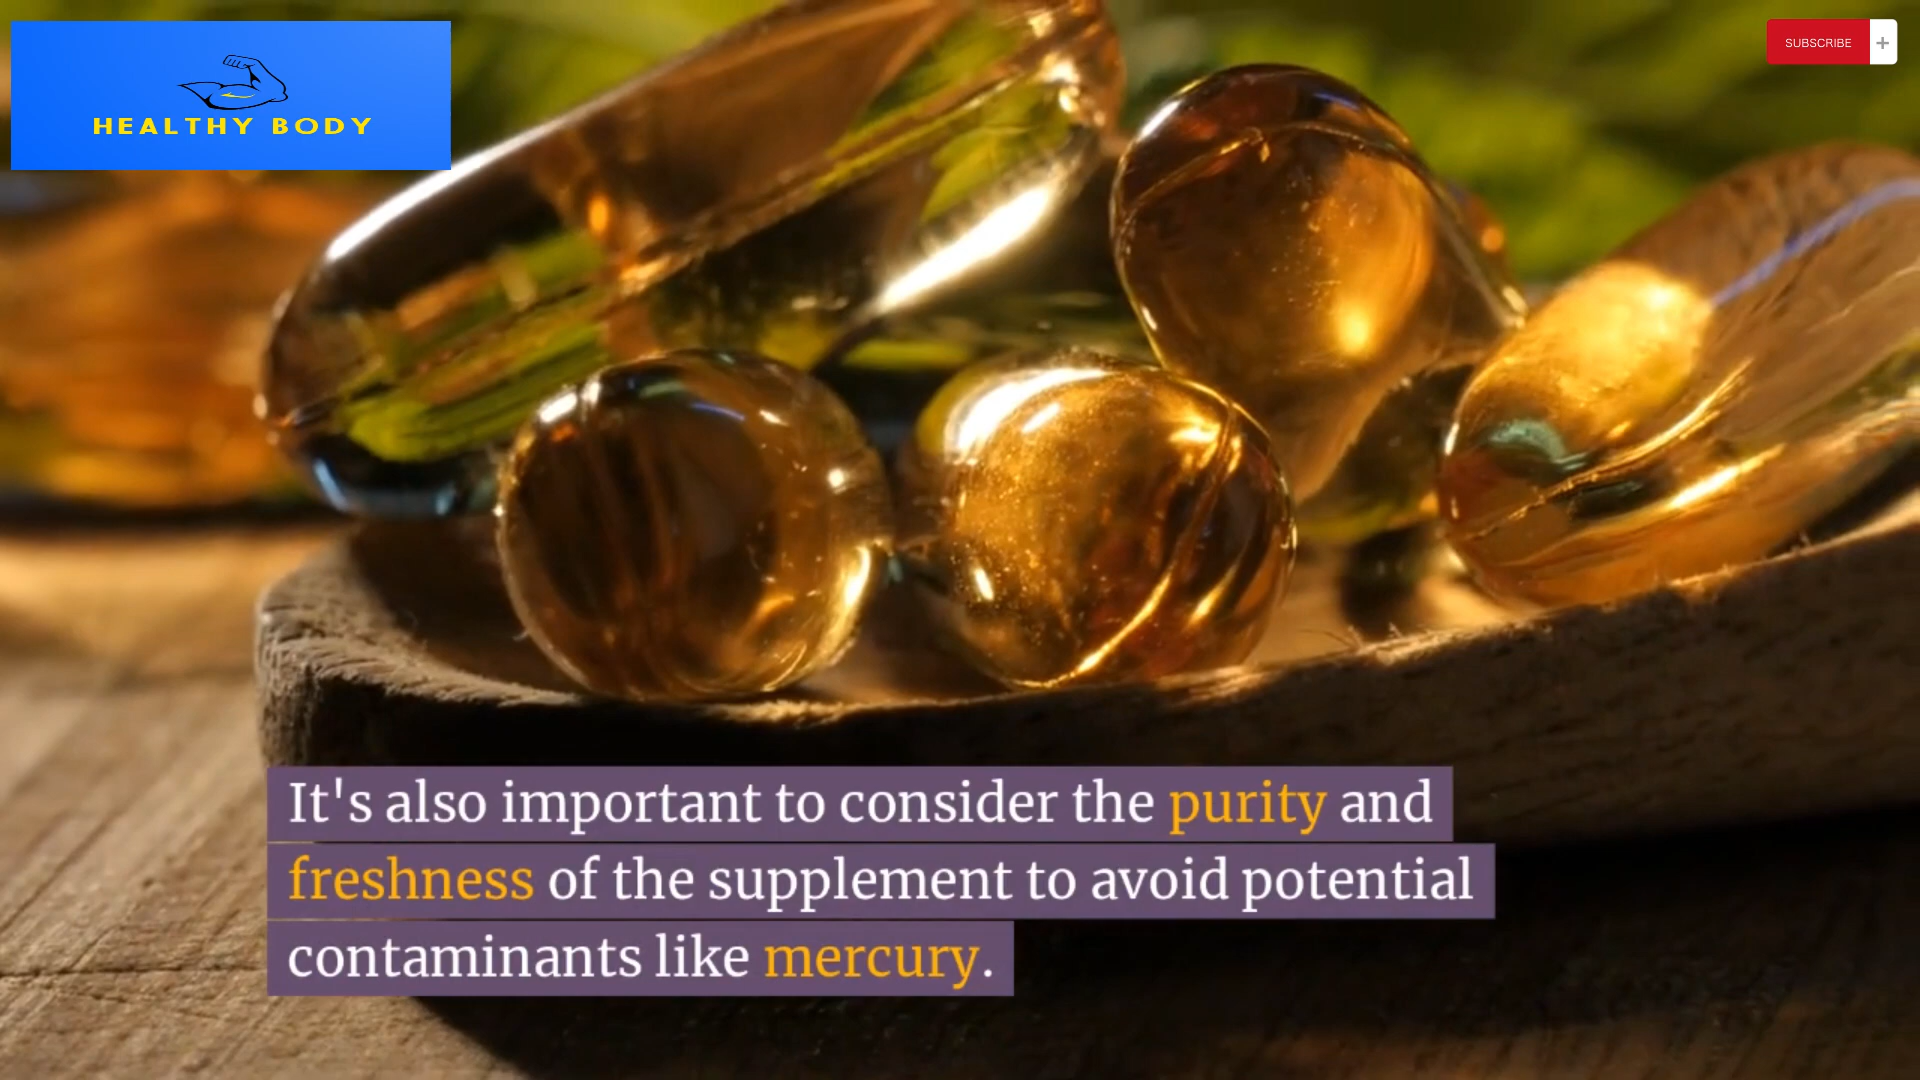 HEALTHY BODY
SUBSCRIBE +
It's also important to consider the purity and
freshness of the supplement to avoid potential
contaminants like mercury.